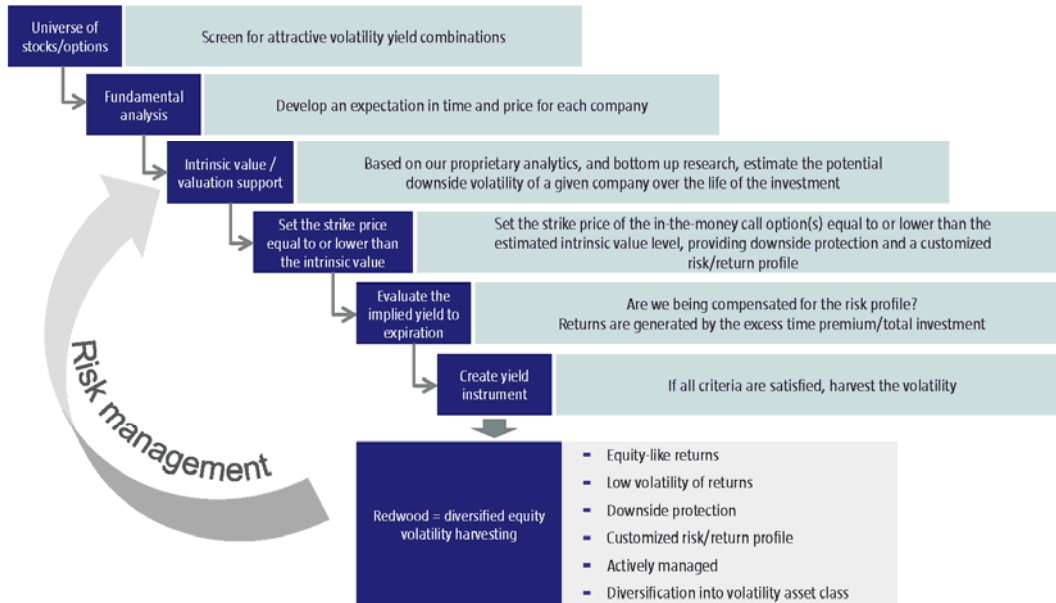 Universe of
stocks/options
Screen for attractive volatility yield combinations
Fundamental
analysis
Develop an expectation in time and price for each company
Intrinsic value /
valuation support
Based on our proprietary analytics, and bottom up research, estimate the potential
downside volatility of a given company over the life of the investment
Set the strike price
equal to or lower than
the intrinsic value
Set the strike price of the in-the-money call option(s) equal to or lower than the
estimated intrinsic value level, providing downside protection and a customized
risk/return profile
Evaluate the
implied yield to
expiration
Are we being compensated for the risk profile?
Returns are generated by the excess time premium/total investment
Create yield
instrument
If all criteria are satisfied, harvest the volatility
Risk management
Redwood = diversified equity
volatility harvesting
- Equity-like returns
- Low volatility of returns
- Downside protection
- Customized risk/return profile
- Actively managed
- Diversification into volatility asset class